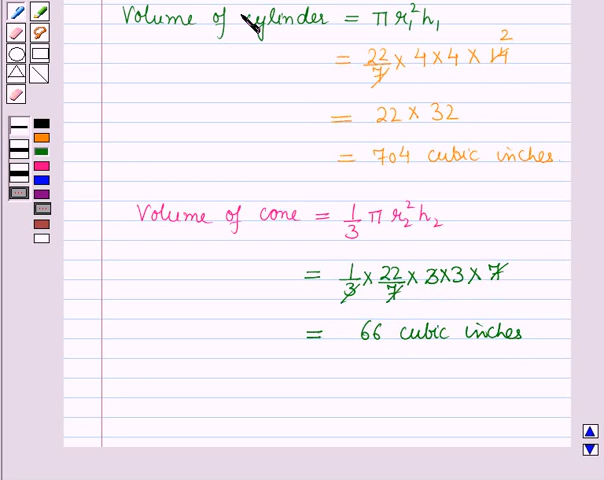 Volume of cylinder = π r₁² h₁
= 22/7 × 4 × 4 × 14 2
= 22 × 32
= 704 cubic inches.
Volume of cone = 1/3 π r₂² h₂
= 1/3 × 22/7 × 3 × 3 × 7
= 66 cubic inches